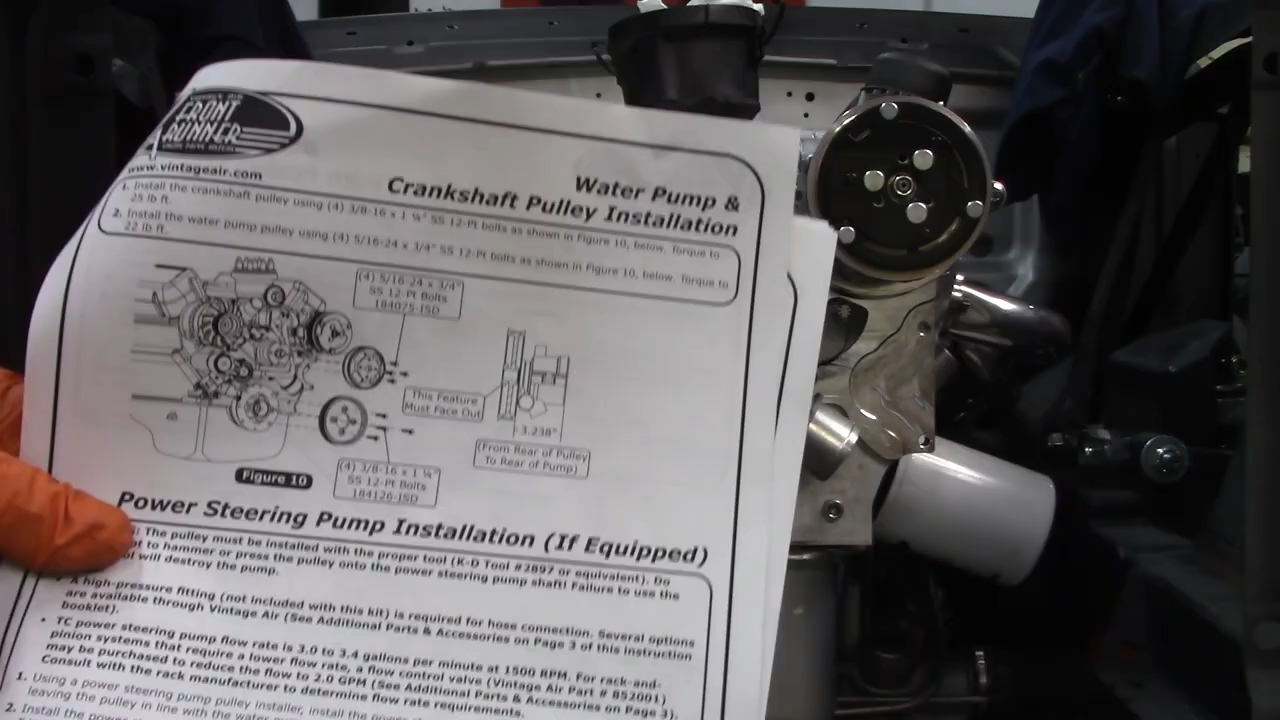 FRONT
RUNNER
www.vintageair.com
Water Pump &
Crankshaft Pulley Installation
1. Install the crankshaft pulley using (4) 3/8-16 x 1 ¼" SS 12-Pt bolts as shown in Figure 10, below. Torque to
25 lb ft.
2. Install the water pump pulley using (4) 5/16-24 x 3/4" SS 12-Pt bolts as shown in Figure 10, below. Torque to
22 lb ft.
(4) 5/16-24 x 3/4"
SS 12-Pt Bolts
184075-ISD
This Feature
Must Face Out
3.238"
(From Rear of Pulley
To Rear of Pump)
(4) 3/8-16 x 1 ¼"
SS 12-Pt Bolts
184126-ISD
Figure 10
Power Steering Pump Installation (If Equipped)
The pulley must be installed with the proper tool (K-D Tool #2897 or equivalent). Do
to hammer or press the pulley onto the power steering pump shaft! Failure to use the
will destroy the pump.
• A high-pressure fitting (not included with this kit) is required for hose connection. Several options
are available through Vintage Air (See Additional Parts & Accessories on Page 3 of this instruction
booklet).
• TC power steering pump flow rate is 3.0 to 3.4 gallons per minute at 1500 RPM. For rack-and-
pinion systems that require a lower flow rate, a flow control valve (Vintage Air Part # 852001)
may be purchased to reduce the flow to 2.0 GPM (See Additional Parts & Accessories on Page 3).
Consult with the rack manufacturer to determine flow rate requirements.
1. Using a power steering pump pulley installer, install the power
leaving the pulley in line with the water
2. Install the power